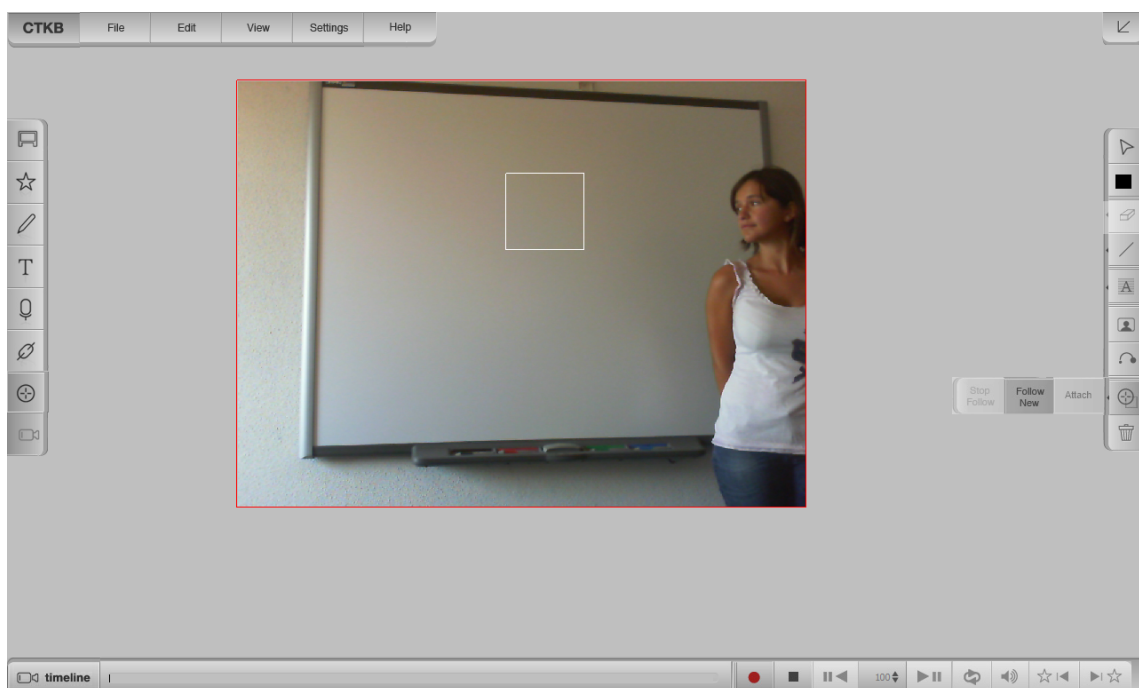 CTKB File Edit View Settings Help
T
A
Stop
Follow
Follow
New
Attach
timeline
100